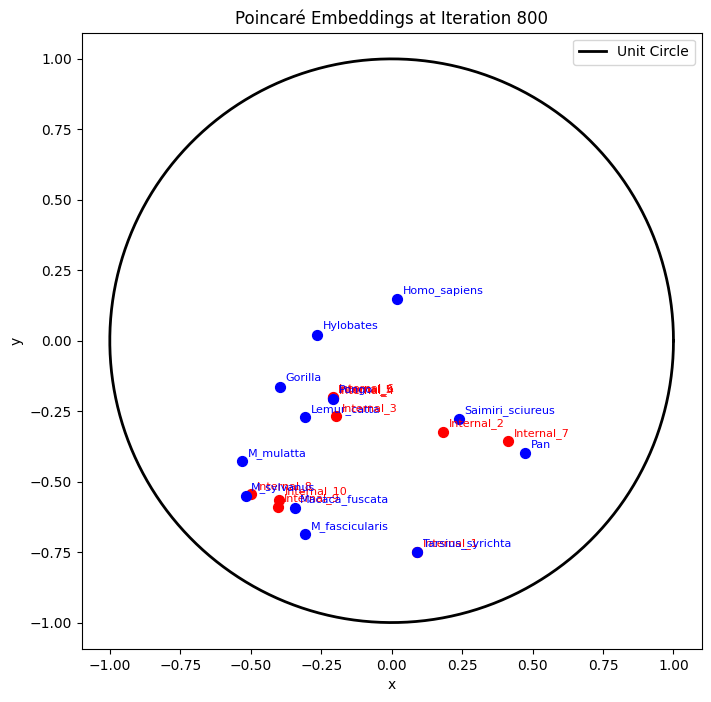 Poincaré Embeddings at Iteration 800
Unit Circle
1.00
0.75
0.50
0.25
0.00
−0.25
−0.50
−0.75
−1.00
y
Homo_sapiens
Hylobates
Gorilla
Lemur_catta
Internal_3
Saimiri_sciureus
Internal_2
Internal_7
Pan
M_mulatta
M_sylvanus
Internal_10
Macaca_fuscata
M_fascicularis
Tarsius_syrichta
−1.00 −0.75 −0.50 −0.25 0.00 0.25 0.50 0.75 1.00
x